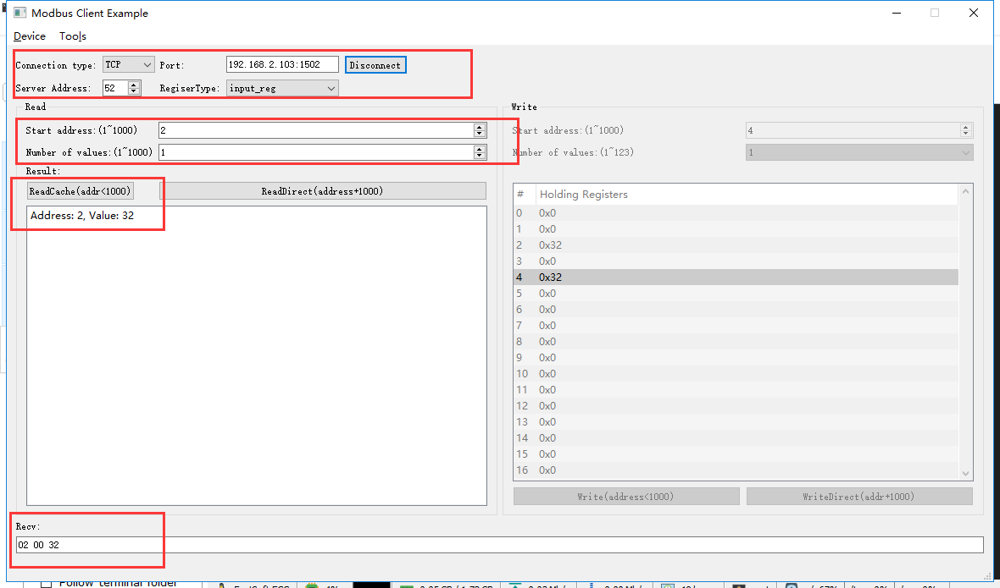 Modbus Client Example
Device Tools
Connection type: TCP Port: 192.168.2.103:1502 Disconnect
Server Address: 52 RegiserType: input_reg
Read
Start address:(1~1000) 2
Number of values:(1~1000) 1
Result:
ReadCache(addr<1000) ReadDirect(address+1000)
Address: 2, Value: 32
Write
Start address:(1~1000) 4
Number of values:(1~123) 1
# Holding Registers
0 0x0
1 0x0
2 0x32
3 0x0
4 0x32
5 0x0
6 0x0
7 0x0
8 0x0
9 0x0
10 0x0
11 0x0
12 0x0
13 0x0
14 0x0
15 0x0
16 0x0
Write(address<1000) WriteDirect(addr+1000)
Recv:
02 00 32
Follow terminal folder